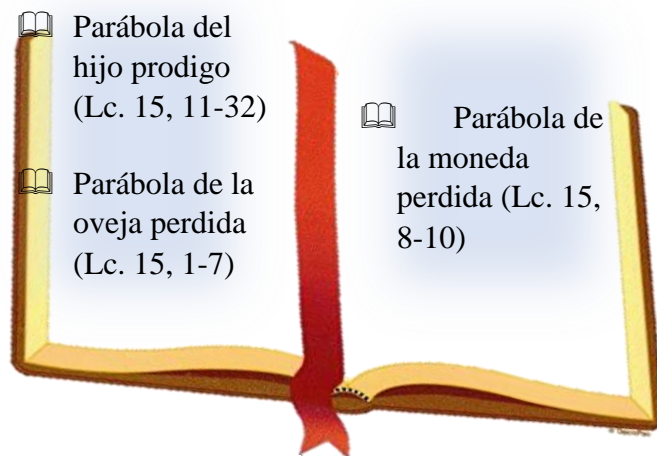 Parábola del
hijo prodigo
(Lc. 15, 11-32)
Parábola de la
oveja perdida
(Lc. 15, 1-7)
Parábola de
la moneda
perdida (Lc. 15,
8-10)